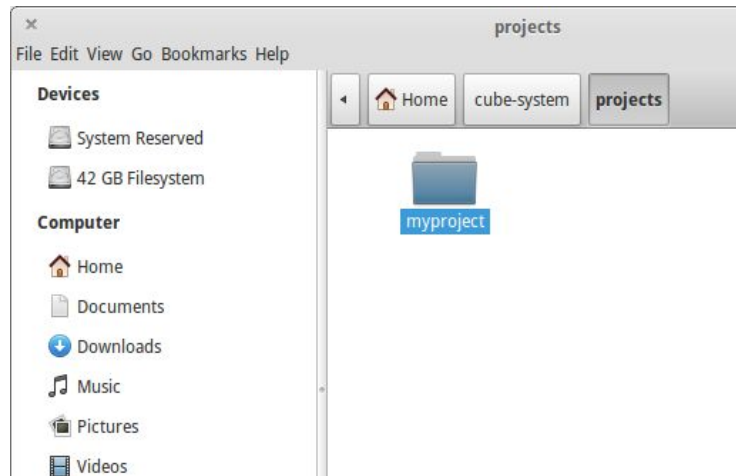 projects
File Edit View Go Bookmarks Help
Devices
System Reserved
42 GB Filesystem
Computer
Home
Documents
Downloads
Music
Pictures
Videos
Home cube-system projects
myproject